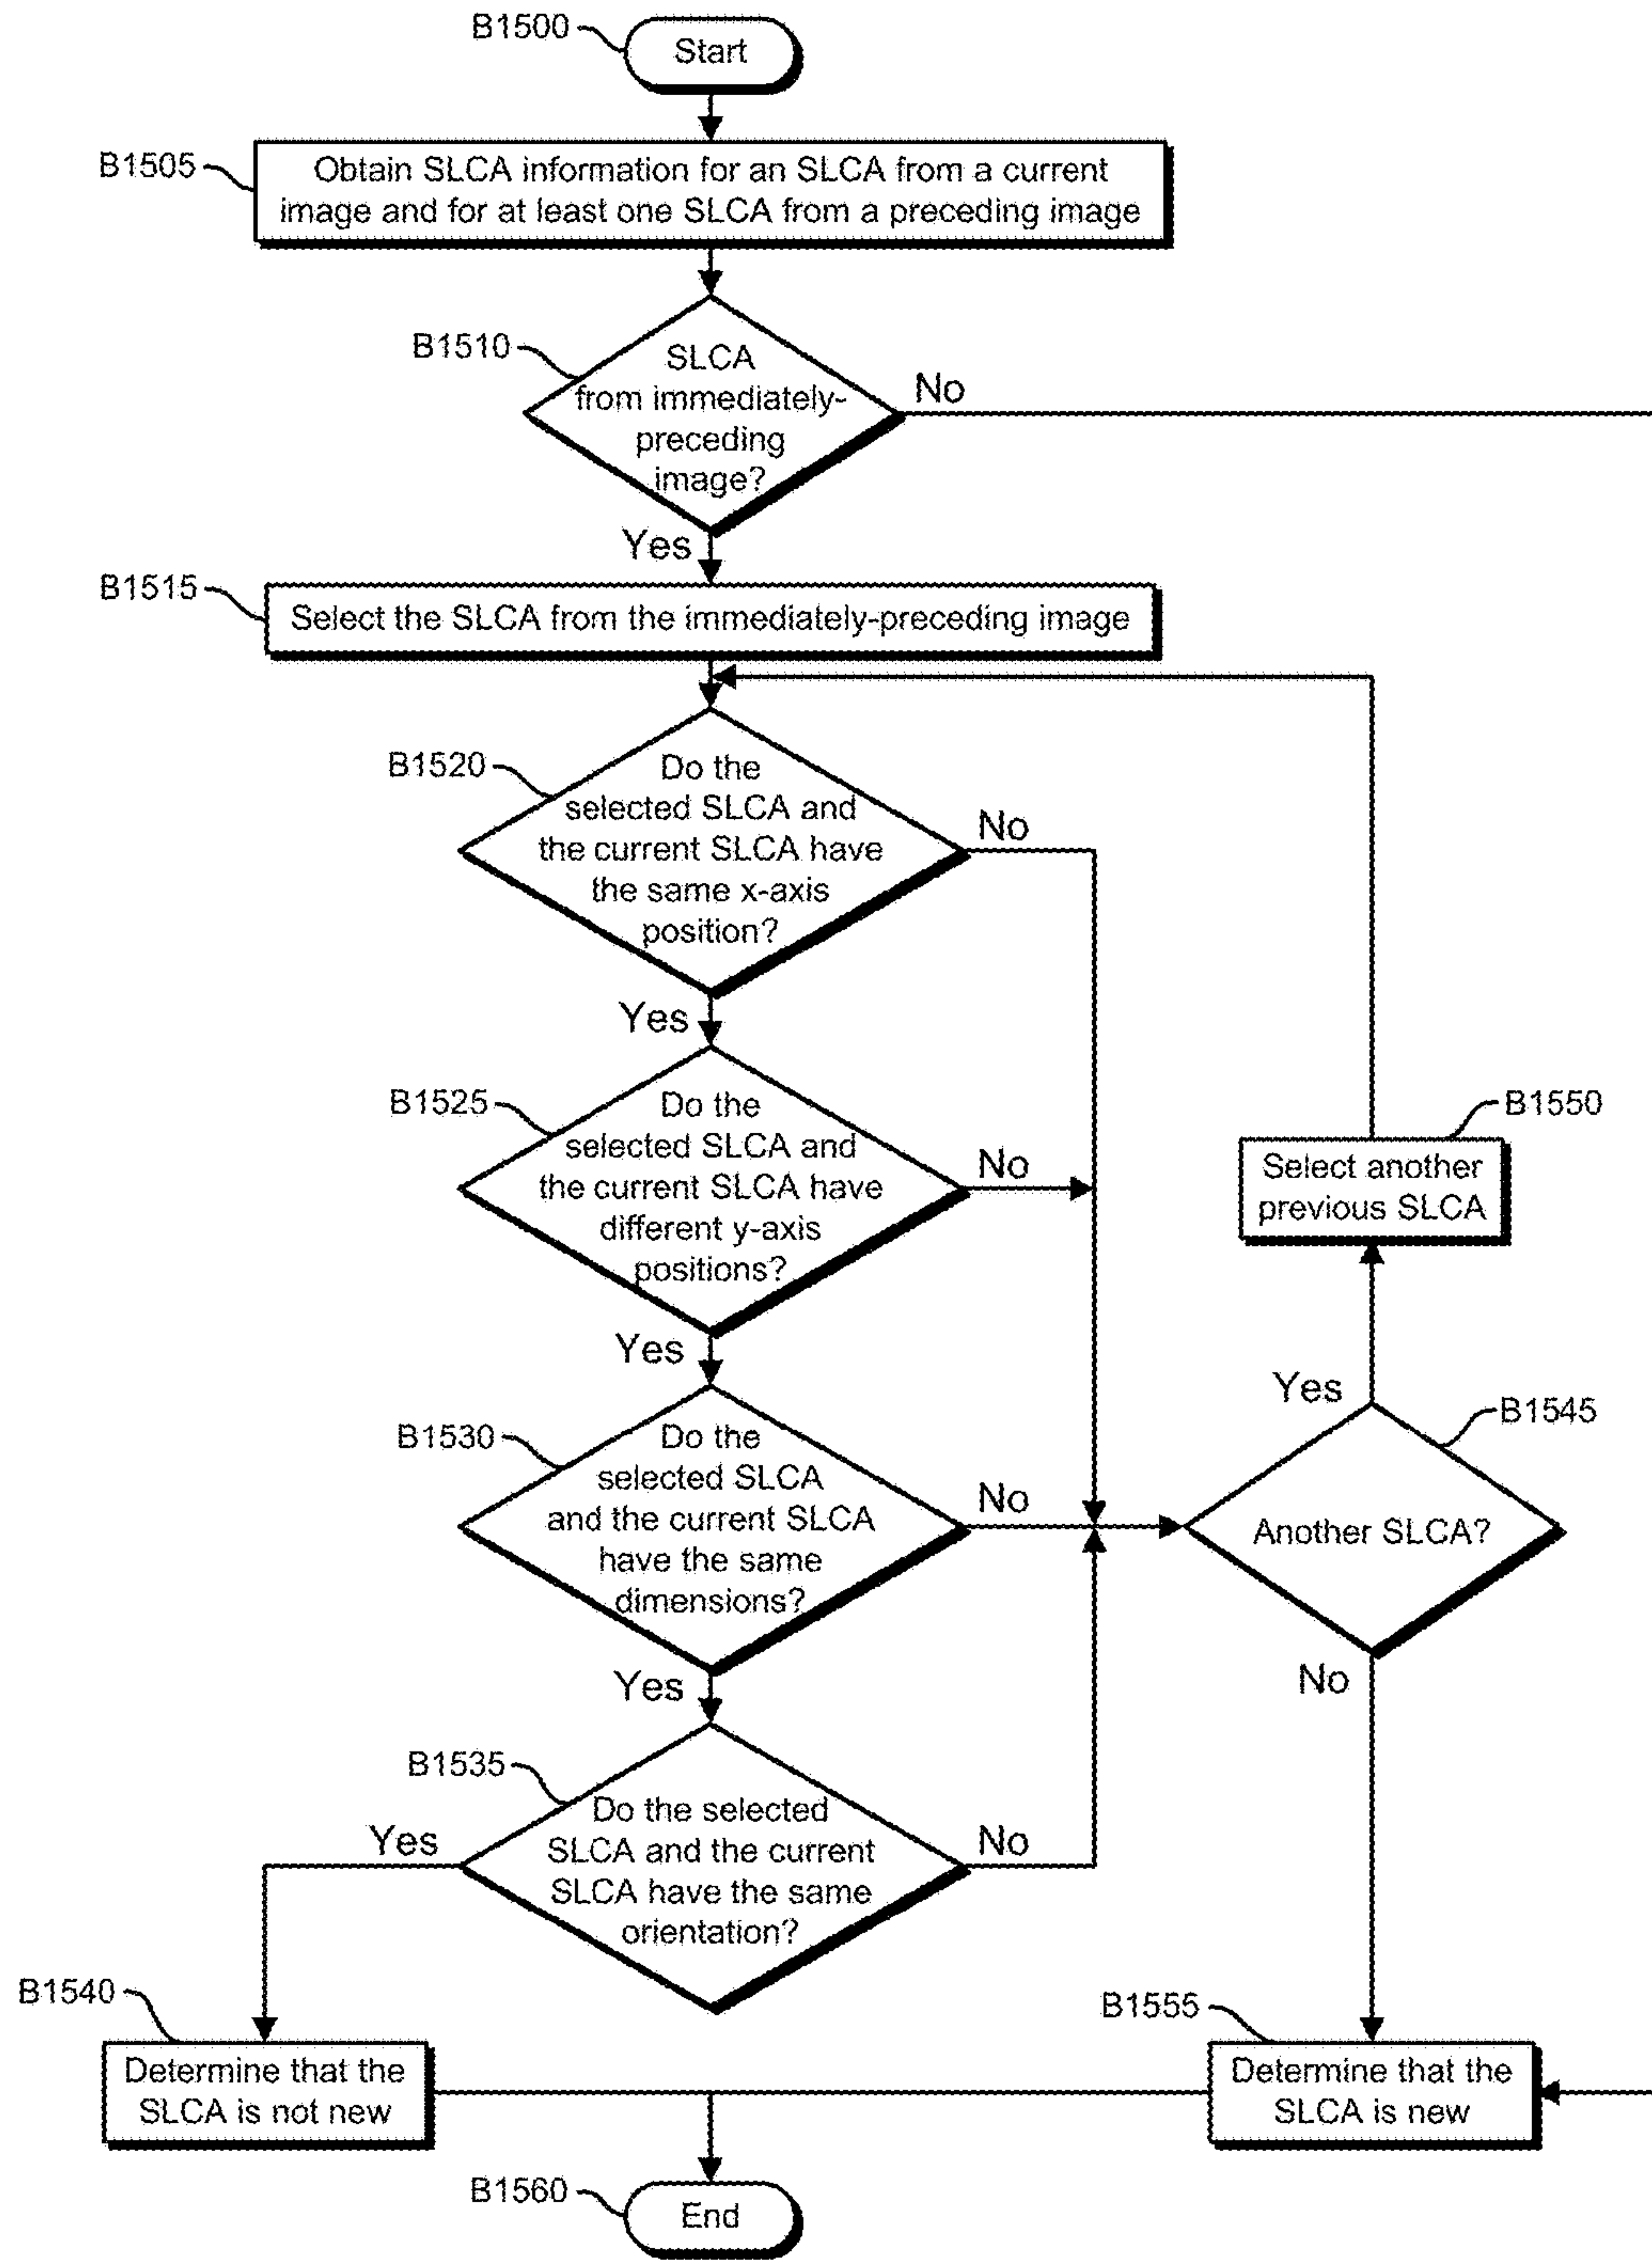 B1500
Start
B1505
Obtain SLCA information for an SLCA from a current
image and for at least one SLCA from a preceding image
B1510
SLCA
from immediately-
preceding
image?
No
Yes
B1515
Select the SLCA from the immediately-preceding image
B1520
Do the
selected SLCA and
the current SLCA have
the same x-axis
position?
No
Yes
B1525
Do the
selected SLCA and
the current SLCA have
different y-axis
positions?
No
Yes
B1550
Select another
previous SLCA
B1530
Do the
selected SLCA
and the current SLCA
have the same
dimensions?
No
Yes
Yes
B1545
Another SLCA?
No
B1535
Do the selected
SLCA and the current
SLCA have the same
orientation?
Yes
No
B1540
Determine that the
SLCA is not new
B1555
Determine that the
SLCA is new
B1560
End